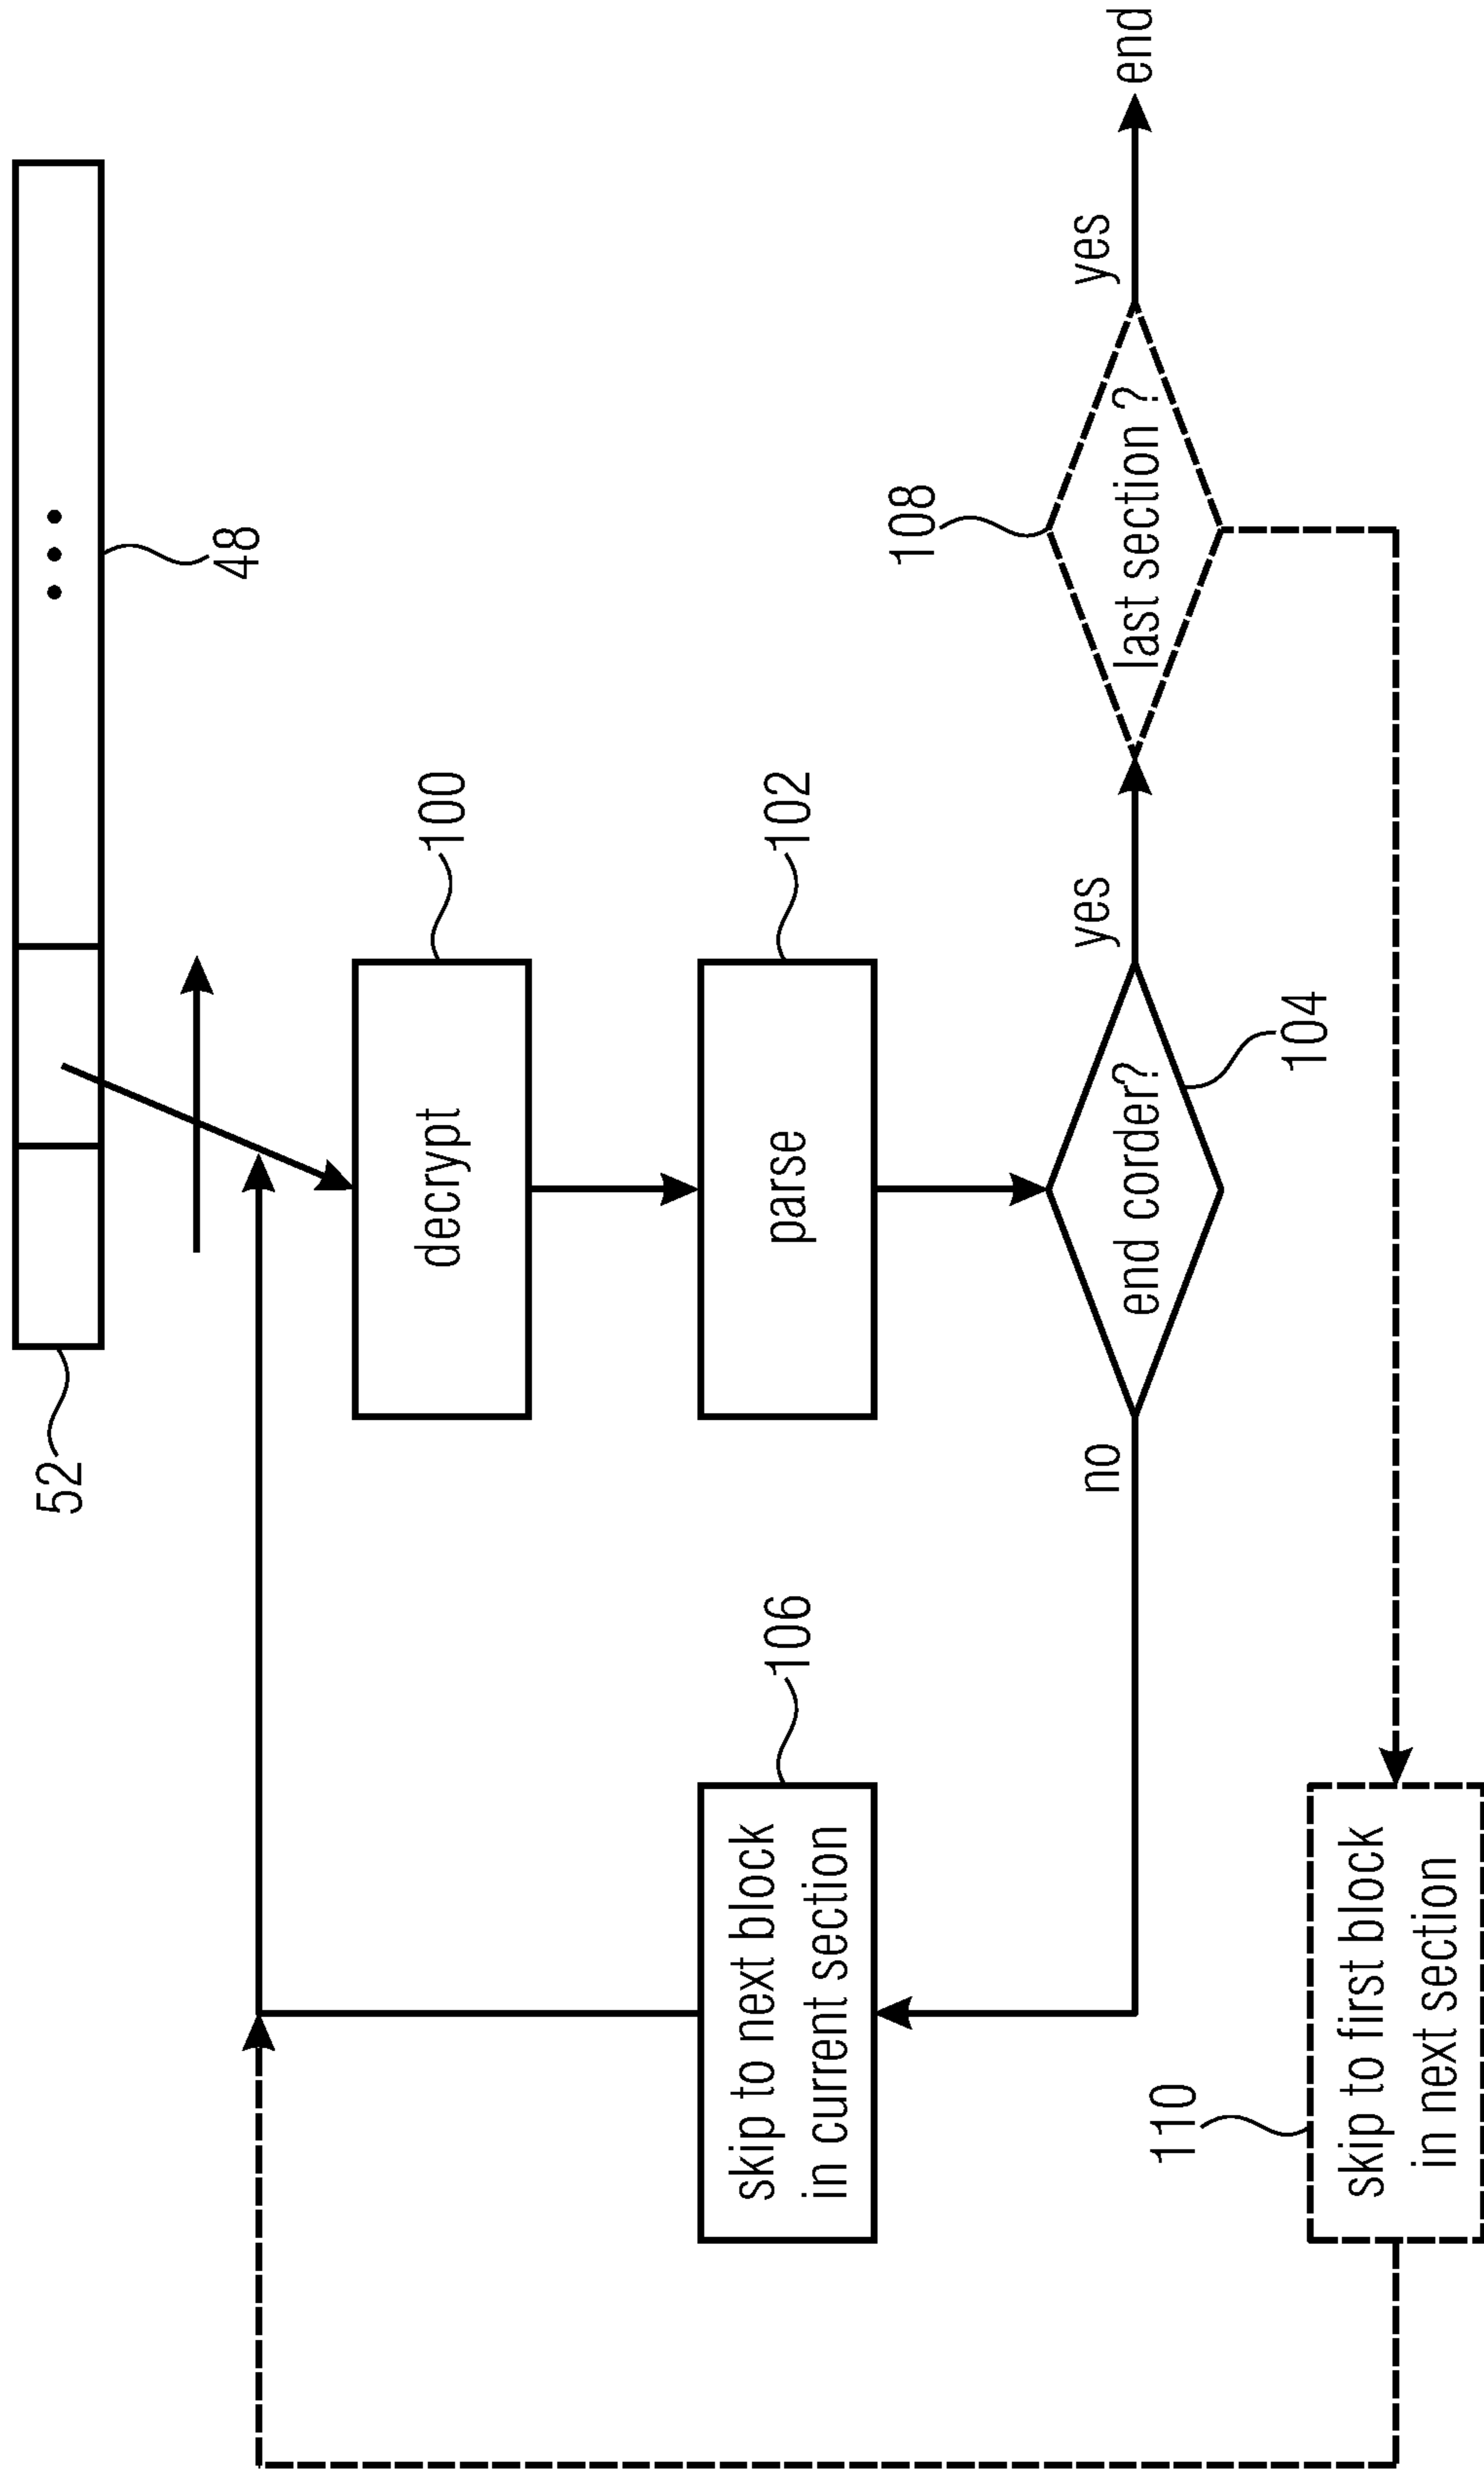 52
48
decrypt
100
106
skip to next block
in current section
parse
102
no
end corder?
yes
104
108
last section ?
yes
end
110
skip to first block
in next section